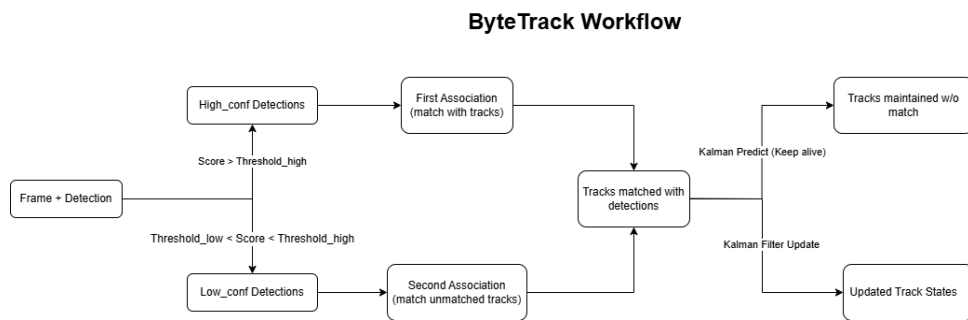 ByteTrack Workflow
High_conf Detections
First Association
(match with tracks)
Tracks maintained w/o
match
Score > Threshold_high
Kalman Predict (Keep alive)
Frame + Detection
Tracks matched with
detections
Threshold_low < Score < Threshold_high
Kalman Filter Update
Low_conf Detections
Second Association
(match unmatched tracks)
Updated Track States